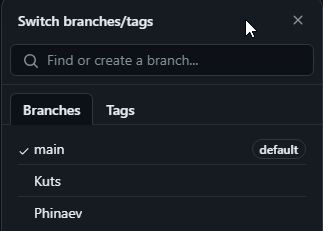 Switch branches/tags
Find or create a branch...
Branches Tags
main default
Kuts
Phinaev